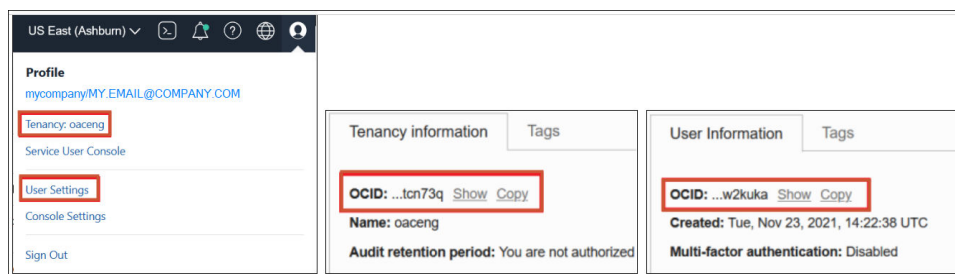 US East (Ashburn)
Profile
mycompany/MY.EMAIL@COMPANY.COM
Tenancy: oaceng
Service User Console
User Settings
Console Settings
Sign Out
Tenancy information Tags
OCID: ...tcn73q Show Copy
Name: oaceng
Audit retention period: You are not authorized
User Information Tags
OCID: ...w2kuka Show Copy
Created: Tue, Nov 23, 2021, 14:22:38 UTC
Multi-factor authentication: Disabled